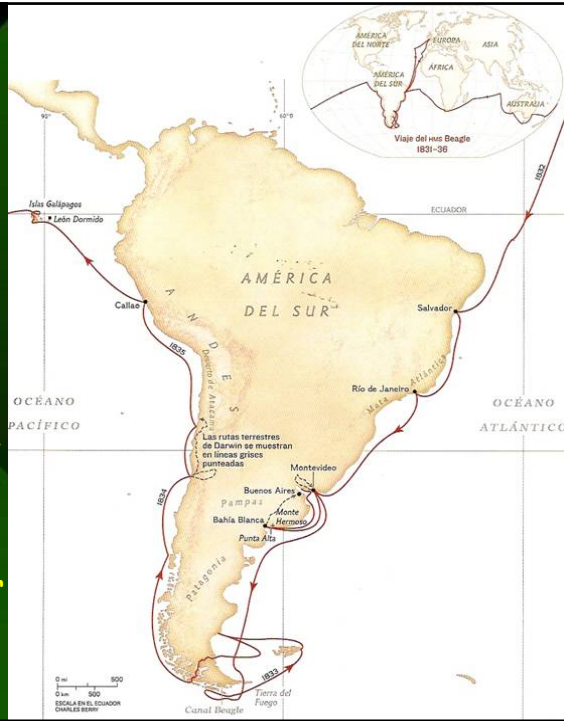 AMÉRICA
DEL NORTE
EUROPA
ASIA
ÁFRICA
AMÉRICA
DEL SUR
AUSTRALIA
Viaje del HMS Beagle
1831–36
90°
60°
1832
Islas Galápagos
León Dormido
ECUADOR
AMÉRICA
DEL SUR
Callao
Salvador
ANDES
1835
Desierto de Atacama
Mata Atlántica
Río de Janeiro
OCÉANO
PACÍFICO
OCÉANO
ATLÁNTICO
Las rutas terrestres
de Darwin se muestran
en líneas grises
punteadas
Montevideo
Buenos Aires
1834
Pampas
Monte
Hermoso
Bahía Blanca
Punta Alta
Patagonia
1833
0 mi 500
0 km 500
ESCALA EN EL ECUADOR
CHARLES BERRY
Tierra del
Fuego
Canal Beagle